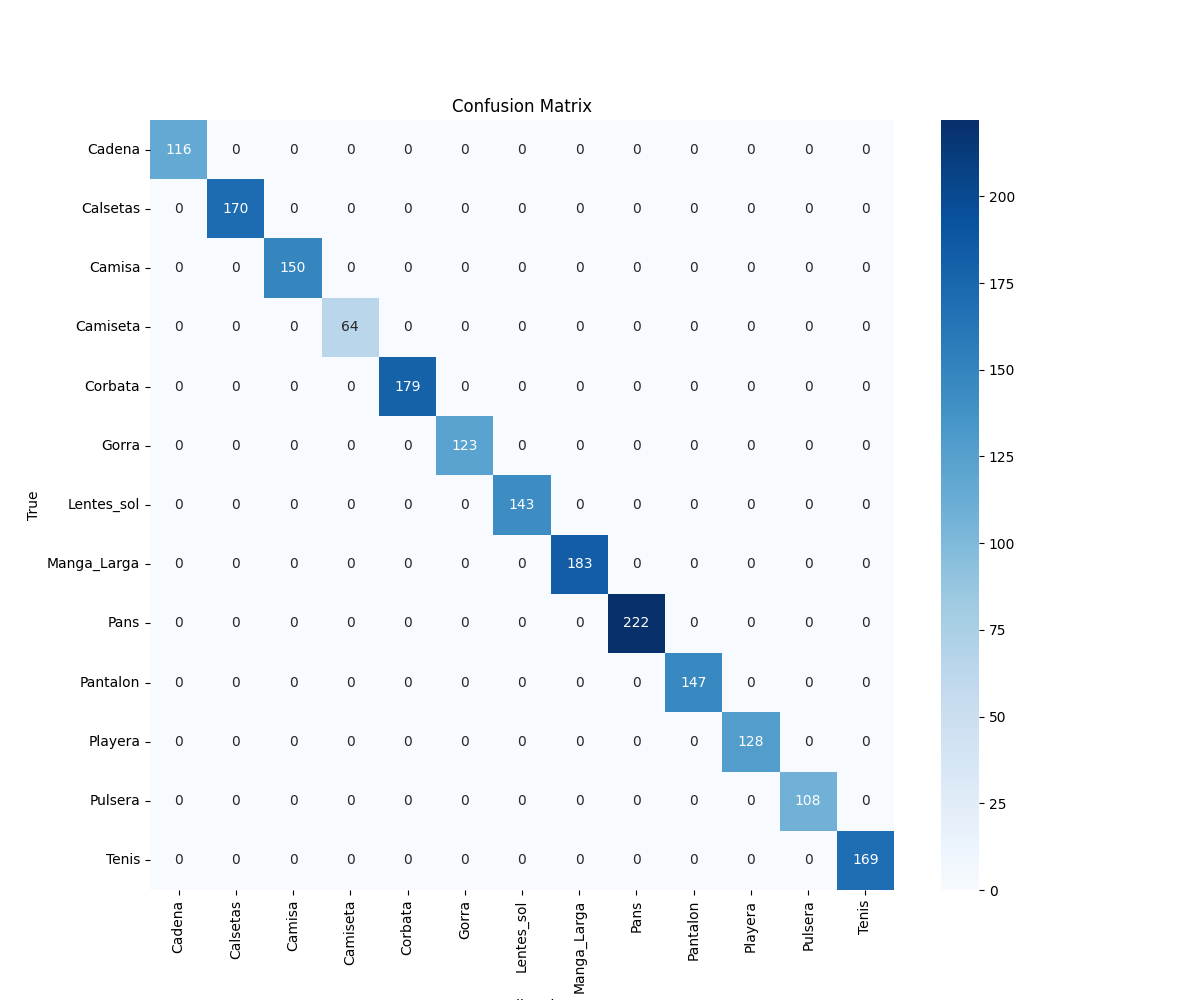 Confusion Matrix
Cadena 116 0 0 0 0 0 0 0 0 0 0 0 0
Calsetas 0 170 0 0 0 0 0 0 0 0 0 0 0
Camisa 0 0 150 0 0 0 0 0 0 0 0 0 0
Camiseta 0 0 0 64 0 0 0 0 0 0 0 0 0
Corbata 0 0 0 0 179 0 0 0 0 0 0 0 0
Gorra 0 0 0 0 0 123 0 0 0 0 0 0 0
Lentes_sol 0 0 0 0 0 0 143 0 0 0 0 0 0
Manga_Larga 0 0 0 0 0 0 0 183 0 0 0 0 0
Pans 0 0 0 0 0 0 0 0 222 0 0 0 0
Pantalon 0 0 0 0 0 0 0 0 0 147 0 0 0
Playera 0 0 0 0 0 0 0 0 0 0 128 0 0
Pulsera 0 0 0 0 0 0 0 0 0 0 0 108 0
Tenis 0 0 0 0 0 0 0 0 0 0 0 0 169
True
Cadena Calsetas Camisa Camiseta Corbata Gorra Lentes_sol Manga_Larga Pans Pantalon Playera Pulsera Tenis
200
175
150
125
100
75
50
25
0